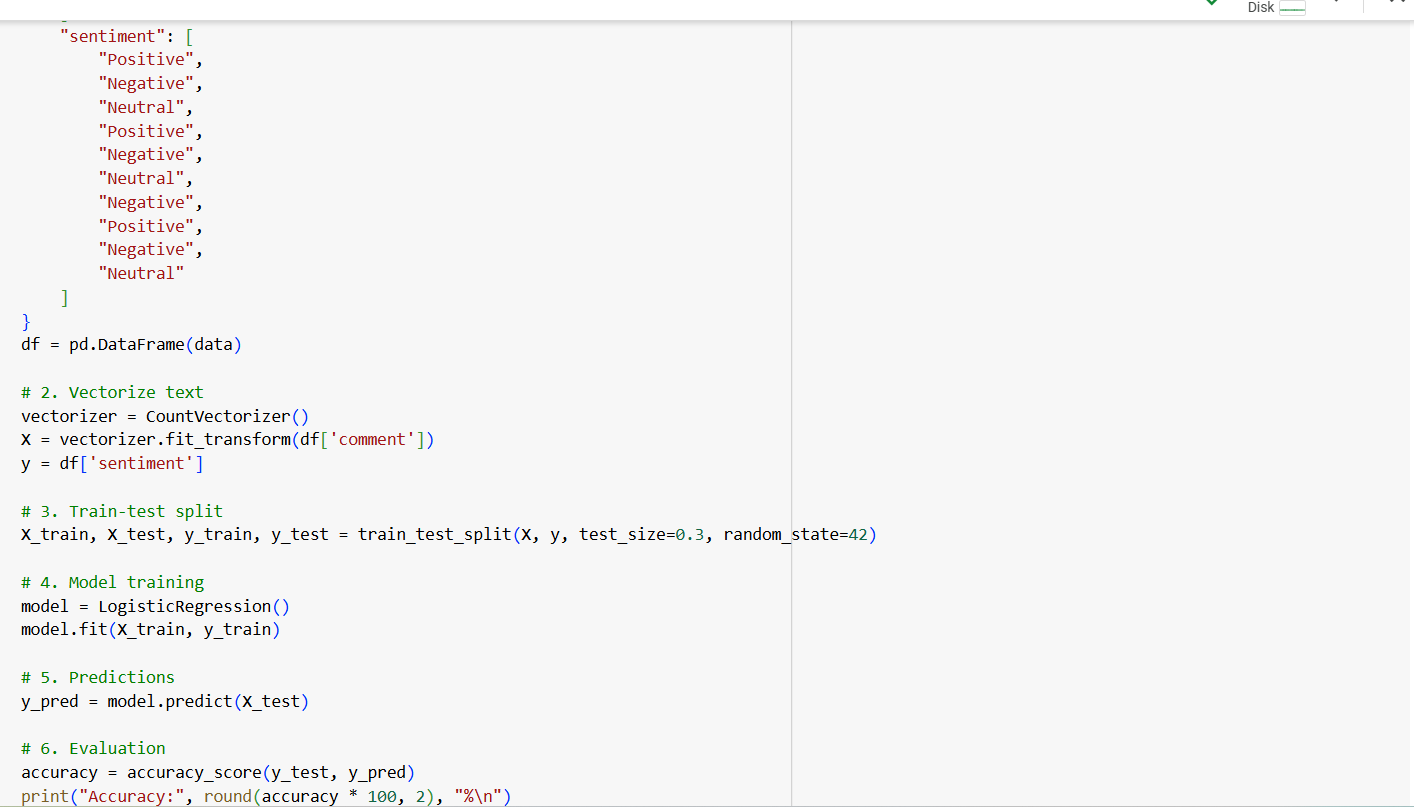 Disk
"sentiment": [
"Positive",
"Negative",
"Neutral",
"Positive",
"Negative",
"Neutral",
"Negative",
"Positive",
"Negative",
"Neutral"
]
}
df = pd.DataFrame(data)
# 2. Vectorize text
vectorizer = CountVectorizer()
X = vectorizer.fit_transform(df['comment'])
y = df['sentiment']
# 3. Train-test split
X_train, X_test, y_train, y_test = train_test_split(X, y, test_size=0.3, random_state=42)
# 4. Model training
model = LogisticRegression()
model.fit(X_train, y_train)
# 5. Predictions
y_pred = model.predict(X_test)
# 6. Evaluation
accuracy = accuracy_score(y_test, y_pred)
print("Accuracy:", round(accuracy * 100, 2), "%\n")